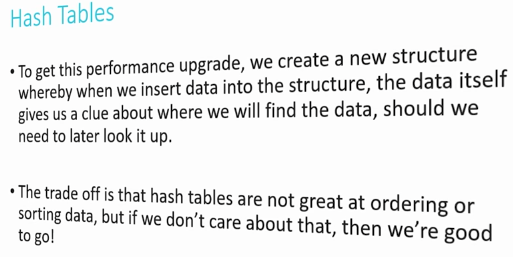 Hash Tables
• To get this performance upgrade, we create a new structure
whereby when we insert data into the structure, the data itself
gives us a clue about where we will find the data, should we
need to later look it up.
• The trade off is that hash tables are not great at ordering or
sorting data, but if we don't care about that, then we're good
to go!